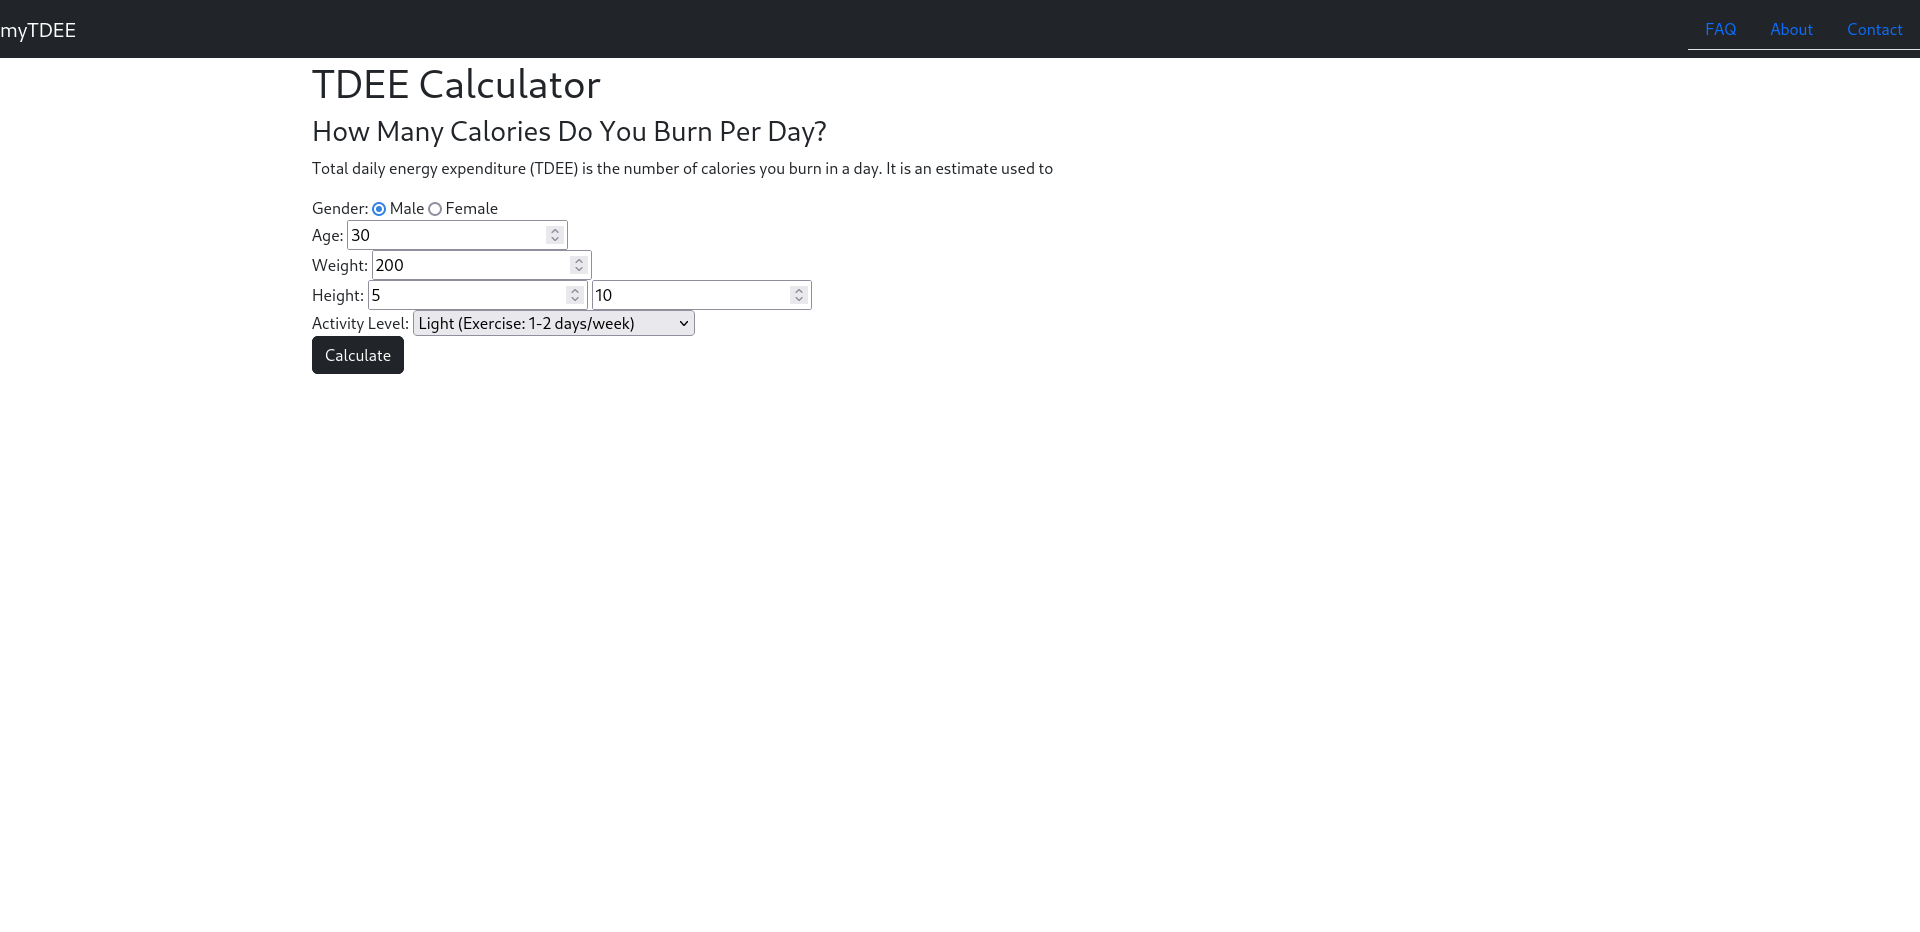 myTDEE FAQ About Contact
TDEE Calculator
How Many Calories Do You Burn Per Day?
Total daily energy expenditure (TDEE) is the number of calories you burn in a day. It is an estimate used to
Gender: Male Female
Age: 30
Weight: 200
Height: 5 10
Activity Level: Light (Exercise: 1-2 days/week)
Calculate